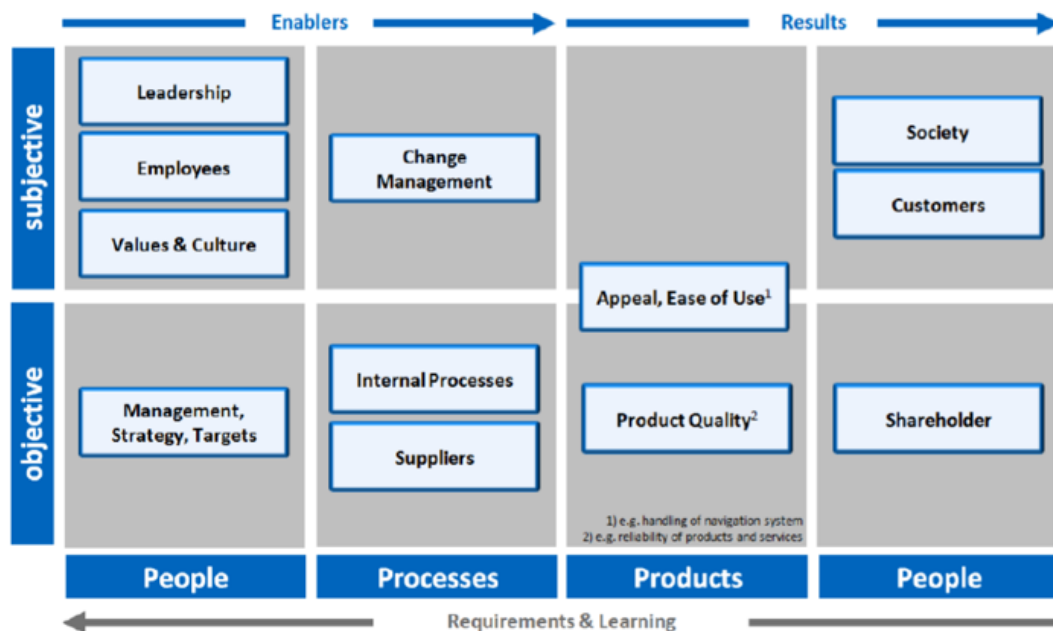 Enablers
Results
subjective
Leadership
Employees
Values & Culture
Change
Management
Society
Customers
Appeal, Ease of Use¹
objective
Management,
Strategy, Targets
Internal Processes
Suppliers
Product Quality²
Shareholder
1) e.g. handling of navigation system
2) e.g. reliability of products and services
People
Processes
Products
People
Requirements & Learning